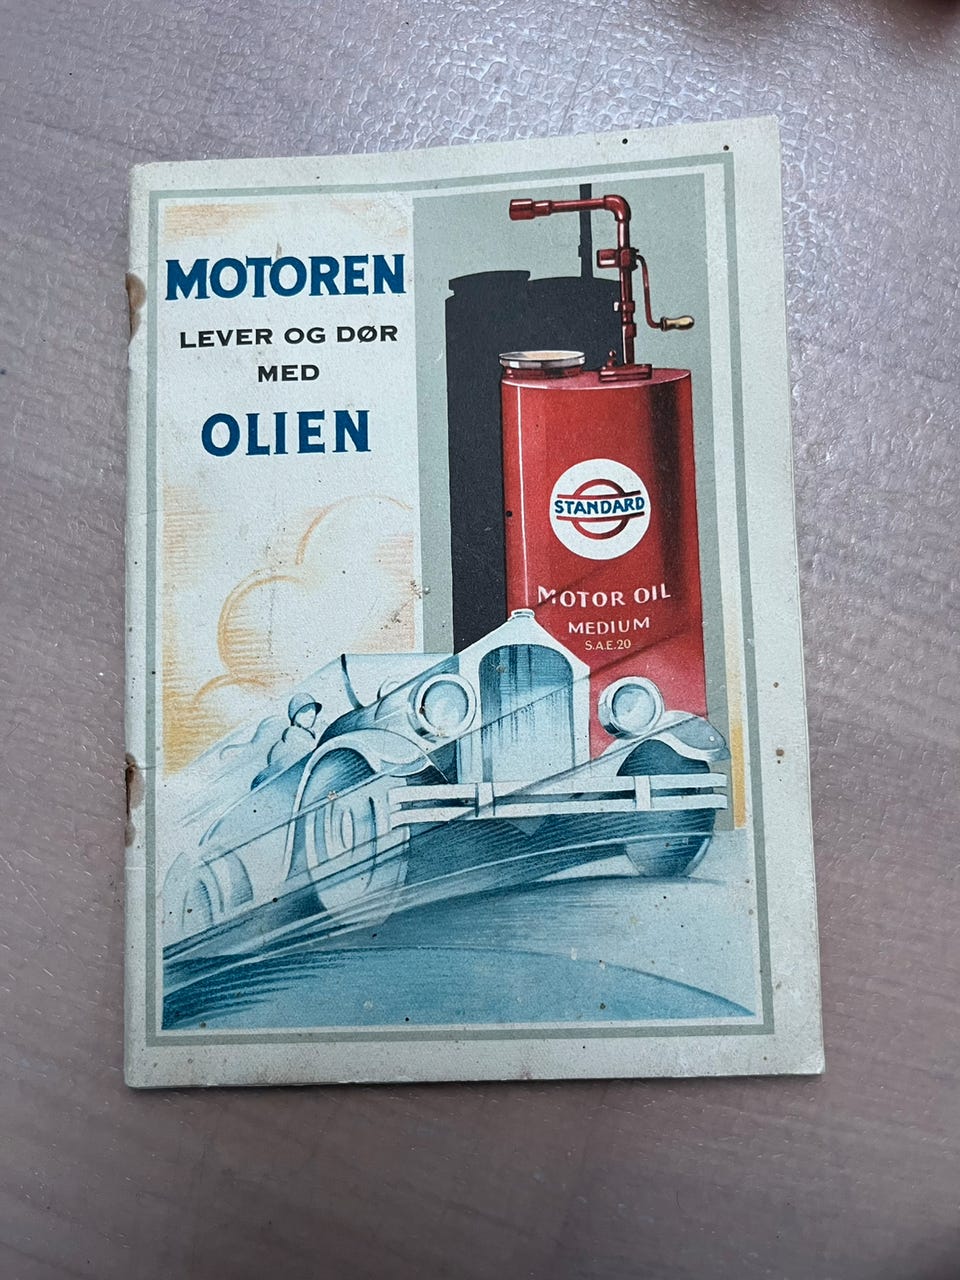 MOTOREN
LEVER OG DØR
MED
OLIEN
STANDARD
MOTOR OIL
MEDIUM
S.A.E.20